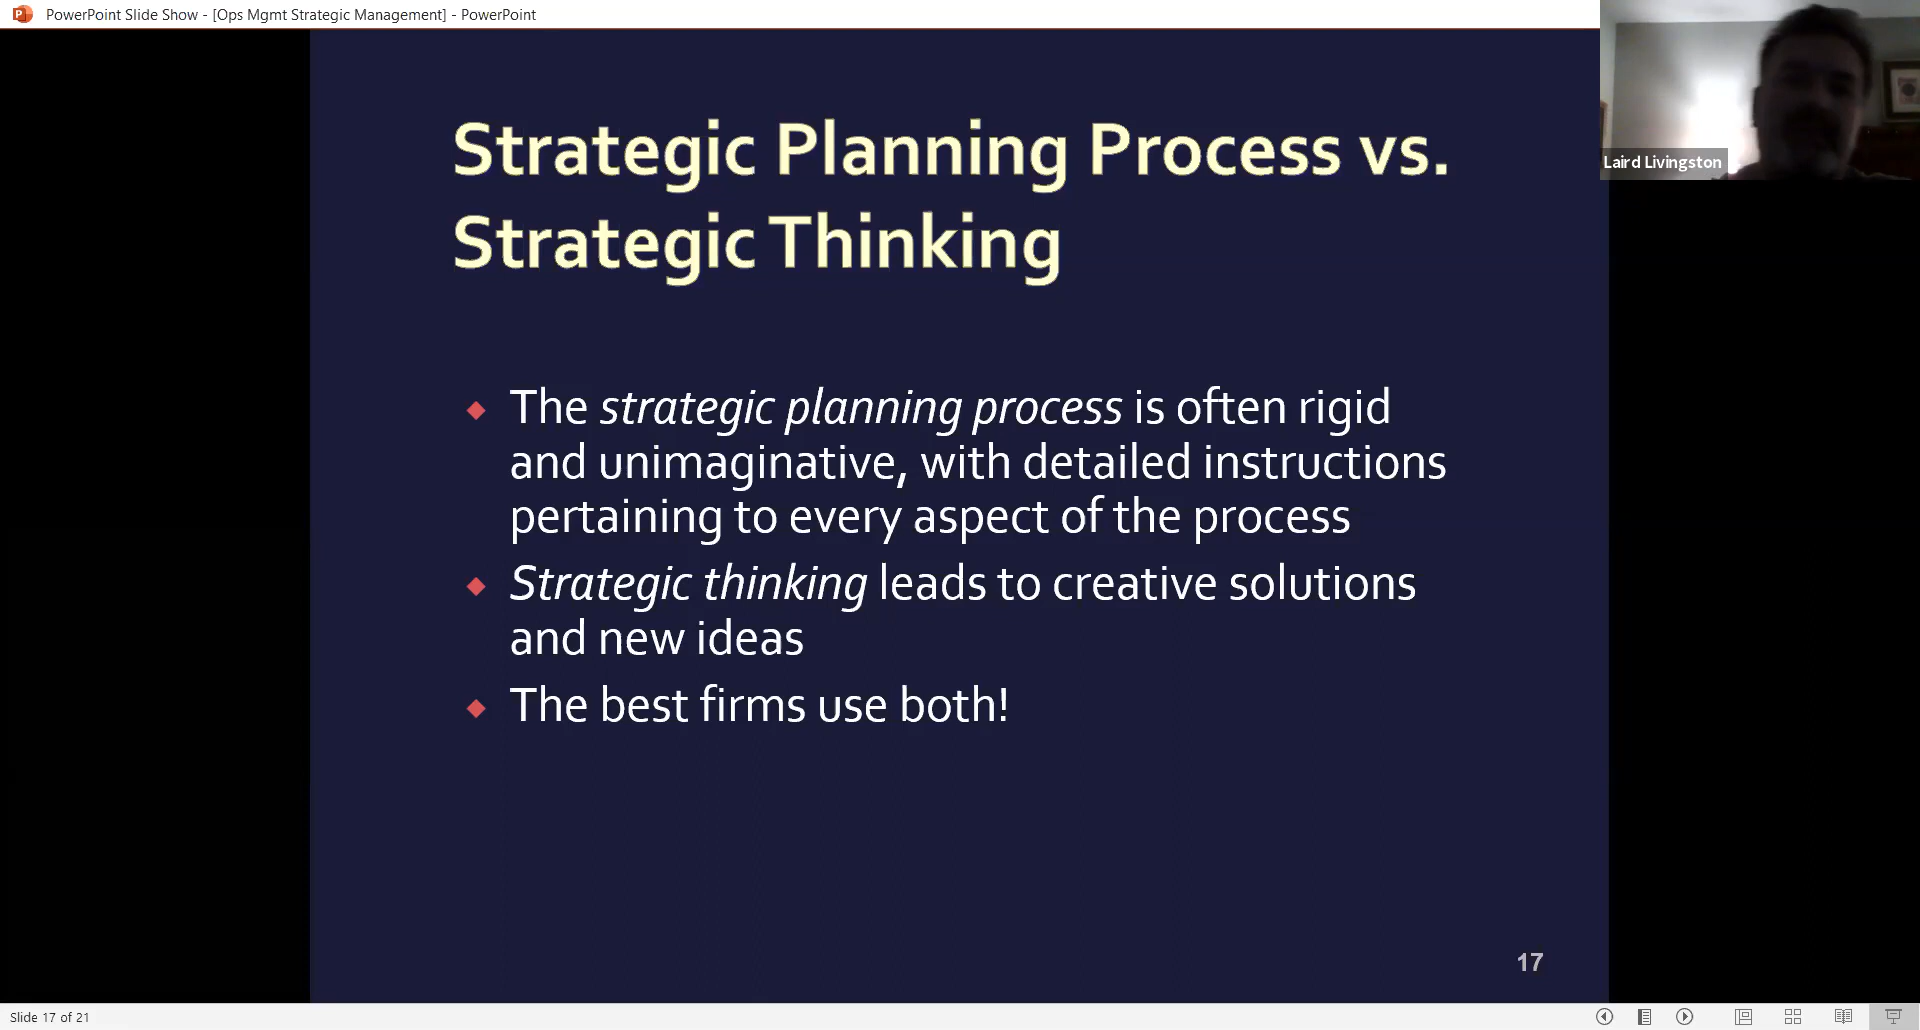 PowerPoint Slide Show - [Ops Mgmt Strategic Management] - PowerPoint
Laird Livingston
Strategic Planning Process vs.
Strategic Thinking
The strategic planning process is often rigid
and unimaginative, with detailed instructions
pertaining to every aspect of the process
Strategic thinking leads to creative solutions
and new ideas
The best firms use both!
17
Slide 17 of 21